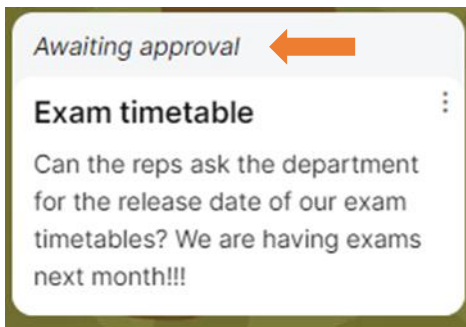 Awaiting approval
Exam timetable
Can the reps ask the department
for the release date of our exam
timetables? We are having exams
next month!!!